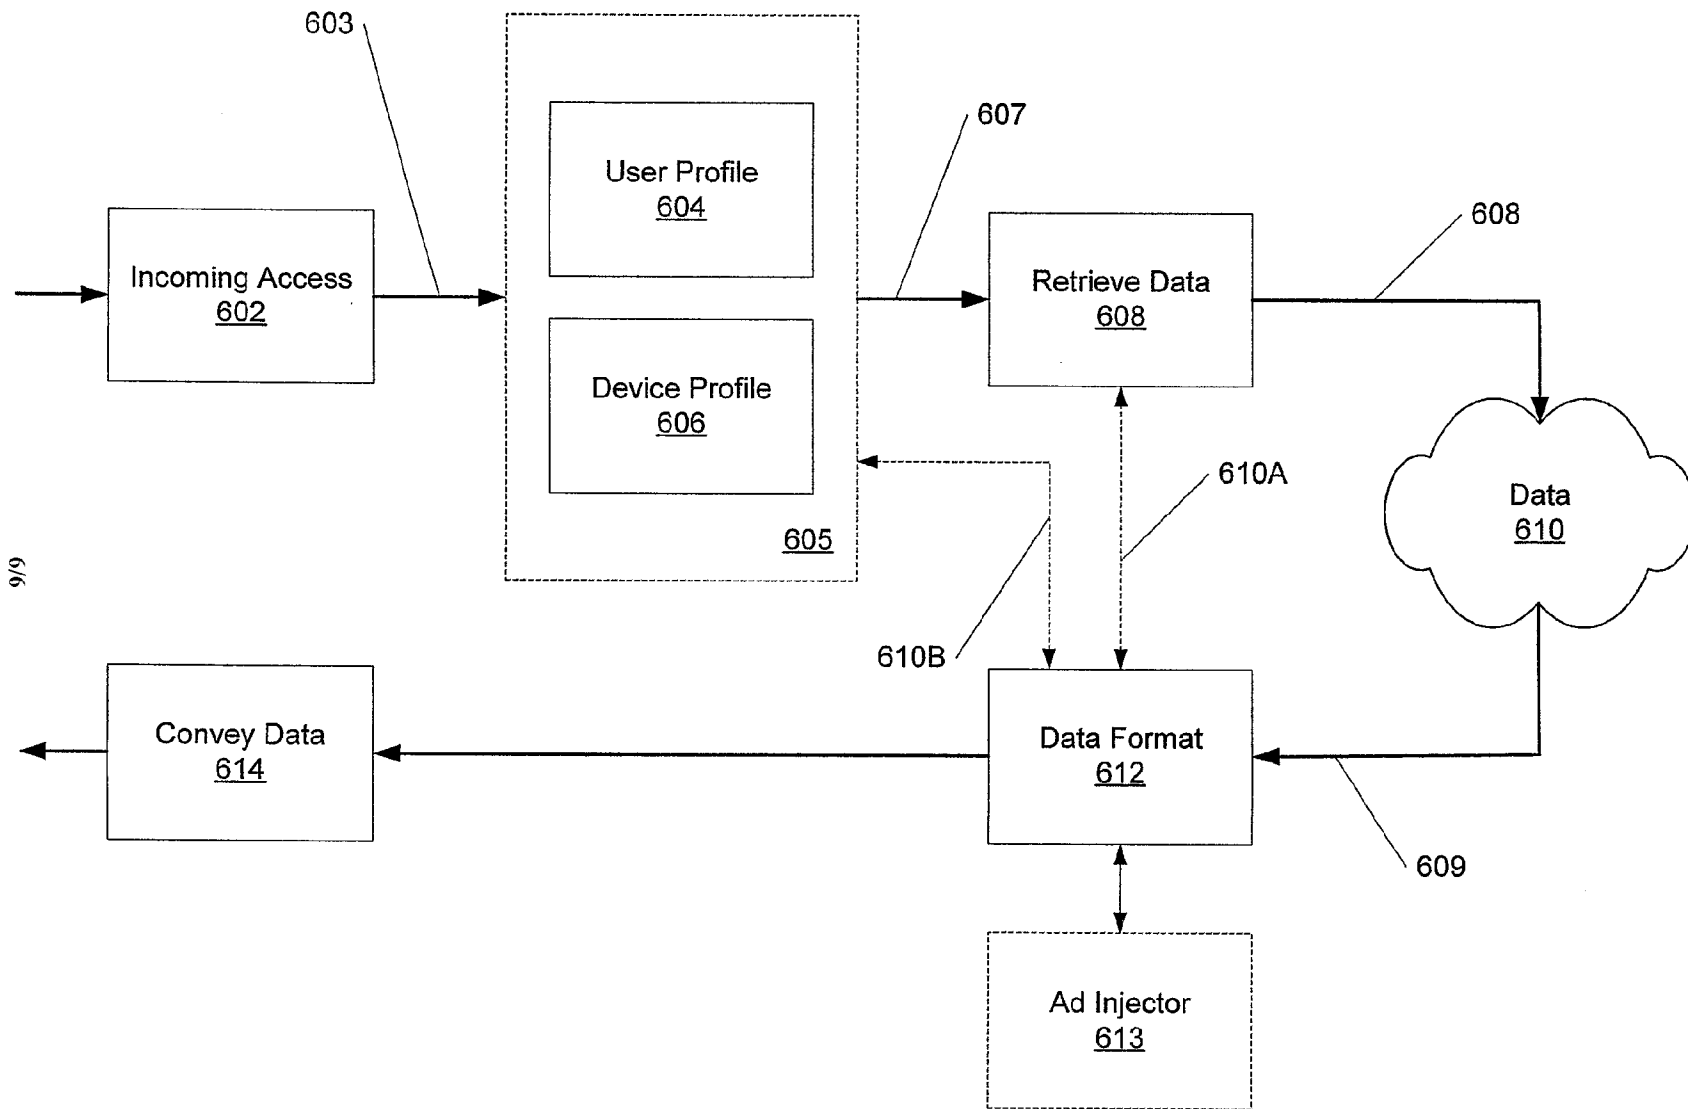 603
User Profile
604
607
608
Incoming Access
602
Retrieve Data
608
Device Profile
606
610A
Data
610
605
9/9
610B
Convey Data
614
Data Format
612
609
Ad Injector
613